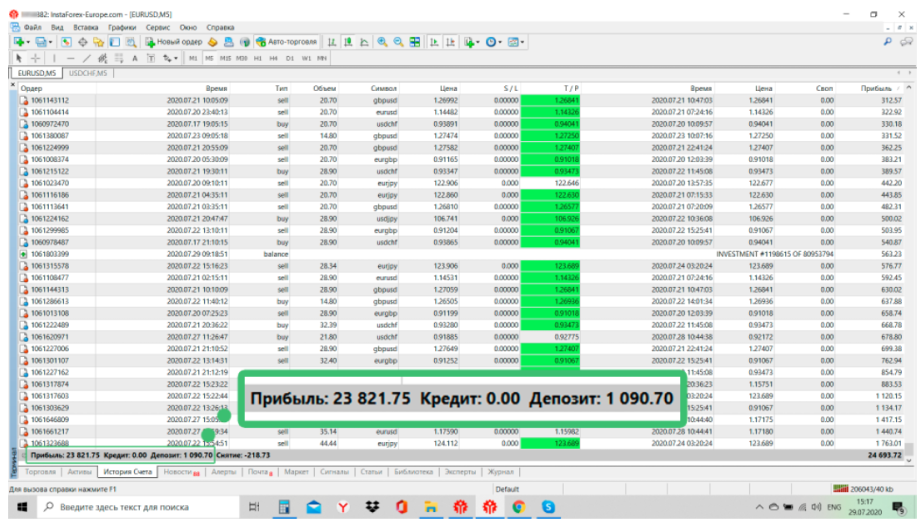 882: InstaForex-Europe.com - [EURUSD,M5]
Файл Вид Вставка Графики Сервис Окно Справка
Новый ордер Авто-торговля
M1 M5 M15 M30 H1 H4 D1 W1 MN
EURUSD,M5 USDCHF,M5
Ордер Время Тип Объем Символ Цена S / L T / P Время Цена Своп Прибыль
1061143112 2020.07.21 10:05:09 sell 20.70 gbpusd 1.26992 0.00000 1.26841 2020.07.21 10:47:03 1.26841 0.00 312.57
1061104414 2020.07.20 23:40:13 sell 20.70 eurusd 1.14482 0.00000 1.14326 2020.07.21 07:24:16 1.14326 0.00 322.92
1060972470 2020.07.17 19:05:15 buy 20.70 usdchf 0.93891 0.00000 0.94041 2020.07.20 10:09:57 0.94041 0.00 330.18
1061380087 2020.07.23 09:05:18 sell 14.80 gbpusd 1.27474 0.00000 1.27250 2020.07.23 10:07:16 1.27250 0.00 331.52
1061224999 2020.07.21 20:55:09 sell 20.70 gbpusd 1.27582 0.00000 1.27407 2020.07.21 22:41:24 1.27407 0.00 362.25
1061008374 2020.07.20 05:30:09 sell 20.70 eurgbp 0.91165 0.00000 0.91018 2020.07.20 12:03:39 0.91018 0.00 383.21
1061215122 2020.07.21 19:30:11 buy 20.70 usdchf 0.93347 0.00000 0.93473 2020.07.22 11:45:08 0.93473 0.00 389.57
1061023470 2020.07.20 09:10:11 sell 20.70 eurjpy 122.906 0.000 122.646 2020.07.20 13:57:35 122.677 0.00 442.20
1061116186 2020.07.21 04:35:11 sell 20.70 eurjpy 122.860 0.000 122.630 2020.07.21 07:15:33 122.630 0.00 443.85
1061113641 2020.07.21 03:35:11 sell 20.70 gbpusd 1.26810 0.00000 1.26577 2020.07.21 07:20:09 1.26577 0.00 482.31
1061224162 2020.07.21 20:47:47 buy 28.90 usdjpy 106.741 0.000 106.926 2020.07.22 10:36:08 106.926 0.00 500.02
1061299985 2020.07.22 13:10:11 sell 28.90 eurgbp 0.91204 0.00000 0.91067 2020.07.22 15:25:41 0.91067 0.00 503.95
1060978487 2020.07.17 21:10:15 buy 28.90 usdchf 0.93865 0.00000 0.94041 2020.07.20 10:09:57 0.94041 0.00 540.87
1061803399 2020.07.29 09:18:51 balance INVESTMENT #1198615 OF 80953794 563.23
1061315578 2020.07.22 15:16:23 sell 28.34 eurjpy 123.906 0.000 123.689 2020.07.24 03:20:24 123.689 0.00 576.77
1061108477 2020.07.21 02:15:11 sell 28.90 eurusd 1.14531 0.00000 1.14326 2020.07.21 07:24:16 1.14326 0.00 592.45
1061144313 2020.07.21 10:10:09 sell 28.90 gbpusd 1.27059 0.00000 1.26841 2020.07.21 10:47:03 1.26841 0.00 630.02
1061286613 2020.07.22 11:40:12 buy 14.80 gbpusd 1.26505 0.00000 1.26936 2020.07.22 14:01:34 1.26936 0.00 637.88
1061013108 2020.07.20 07:25:23 sell 28.90 eurgbp 0.91199 0.00000 0.91018 2020.07.20 12:03:39 0.91018 0.00 658.74
1061222489 2020.07.21 20:36:22 buy 32.39 usdchf 0.93280 0.00000 0.93473 2020.07.22 11:45:08 0.93473 0.00 668.78
1061620971 2020.07.27 11:26:47 buy 21.80 usdchf 0.91885 0.00000 0.92775 2020.07.28 10:44:38 0.92172 0.00 678.80
1061227006 2020.07.21 21:10:52 sell 28.90 gbpusd 1.27649 0.00000 1.27407 2020.07.21 22:41:24 1.27407 0.00 699.38
1061301107 2020.07.22 13:14:31 sell 32.40 eurgbp 0.91252 0.00000 0.91067 2020.07.22 15:25:41 0.91067 0.00 762.94
1061227162 2020.07.21 21:12:19 11:45:08 0.93473 0.00 854.79
1061317874 2020.07.22 15:23:22 20:36:23 1.15751 0.00 883.53
1061317603 2020.07.22 15:22:44 03:20:24 123.689 0.00 1 120.15
1061303629 2020.07.22 13:26: 15:25:41 0.91067 0.00 1 134.17
1061646809 2020.07.27 15:05: 10:44:40 1.17175 0.00 1 417.15
Прибыль: 23 821.75 Кредит: 0.00 Депозит: 1 090.70
1061661217 2020.07.27 sell 35.14 eurusd 1.17590 0.00000 1.15982 2020.07.28 10:44:41 1.17180 0.00 1 440.74
1061323688 2020.07.22 15:54:51 sell 44.44 eurjpy 124.112 0.000 123.689 2020.07.24 03:20:24 123.689 0.00 1 763.01
Прибыль: 23 821.75 Кредит: 0.00 Депозит: 1 090.70 Снятие: -218.73 24 693.72
Терминал
Торговля Активы История Счета Новости Алерты Почта Маркет Сигналы Статьи Библиотека Эксперты Журнал
Для вызова справки нажмите F1 Default 206043/40 kb
Введите здесь текст для поиска ENG 15:17
29.07.2020